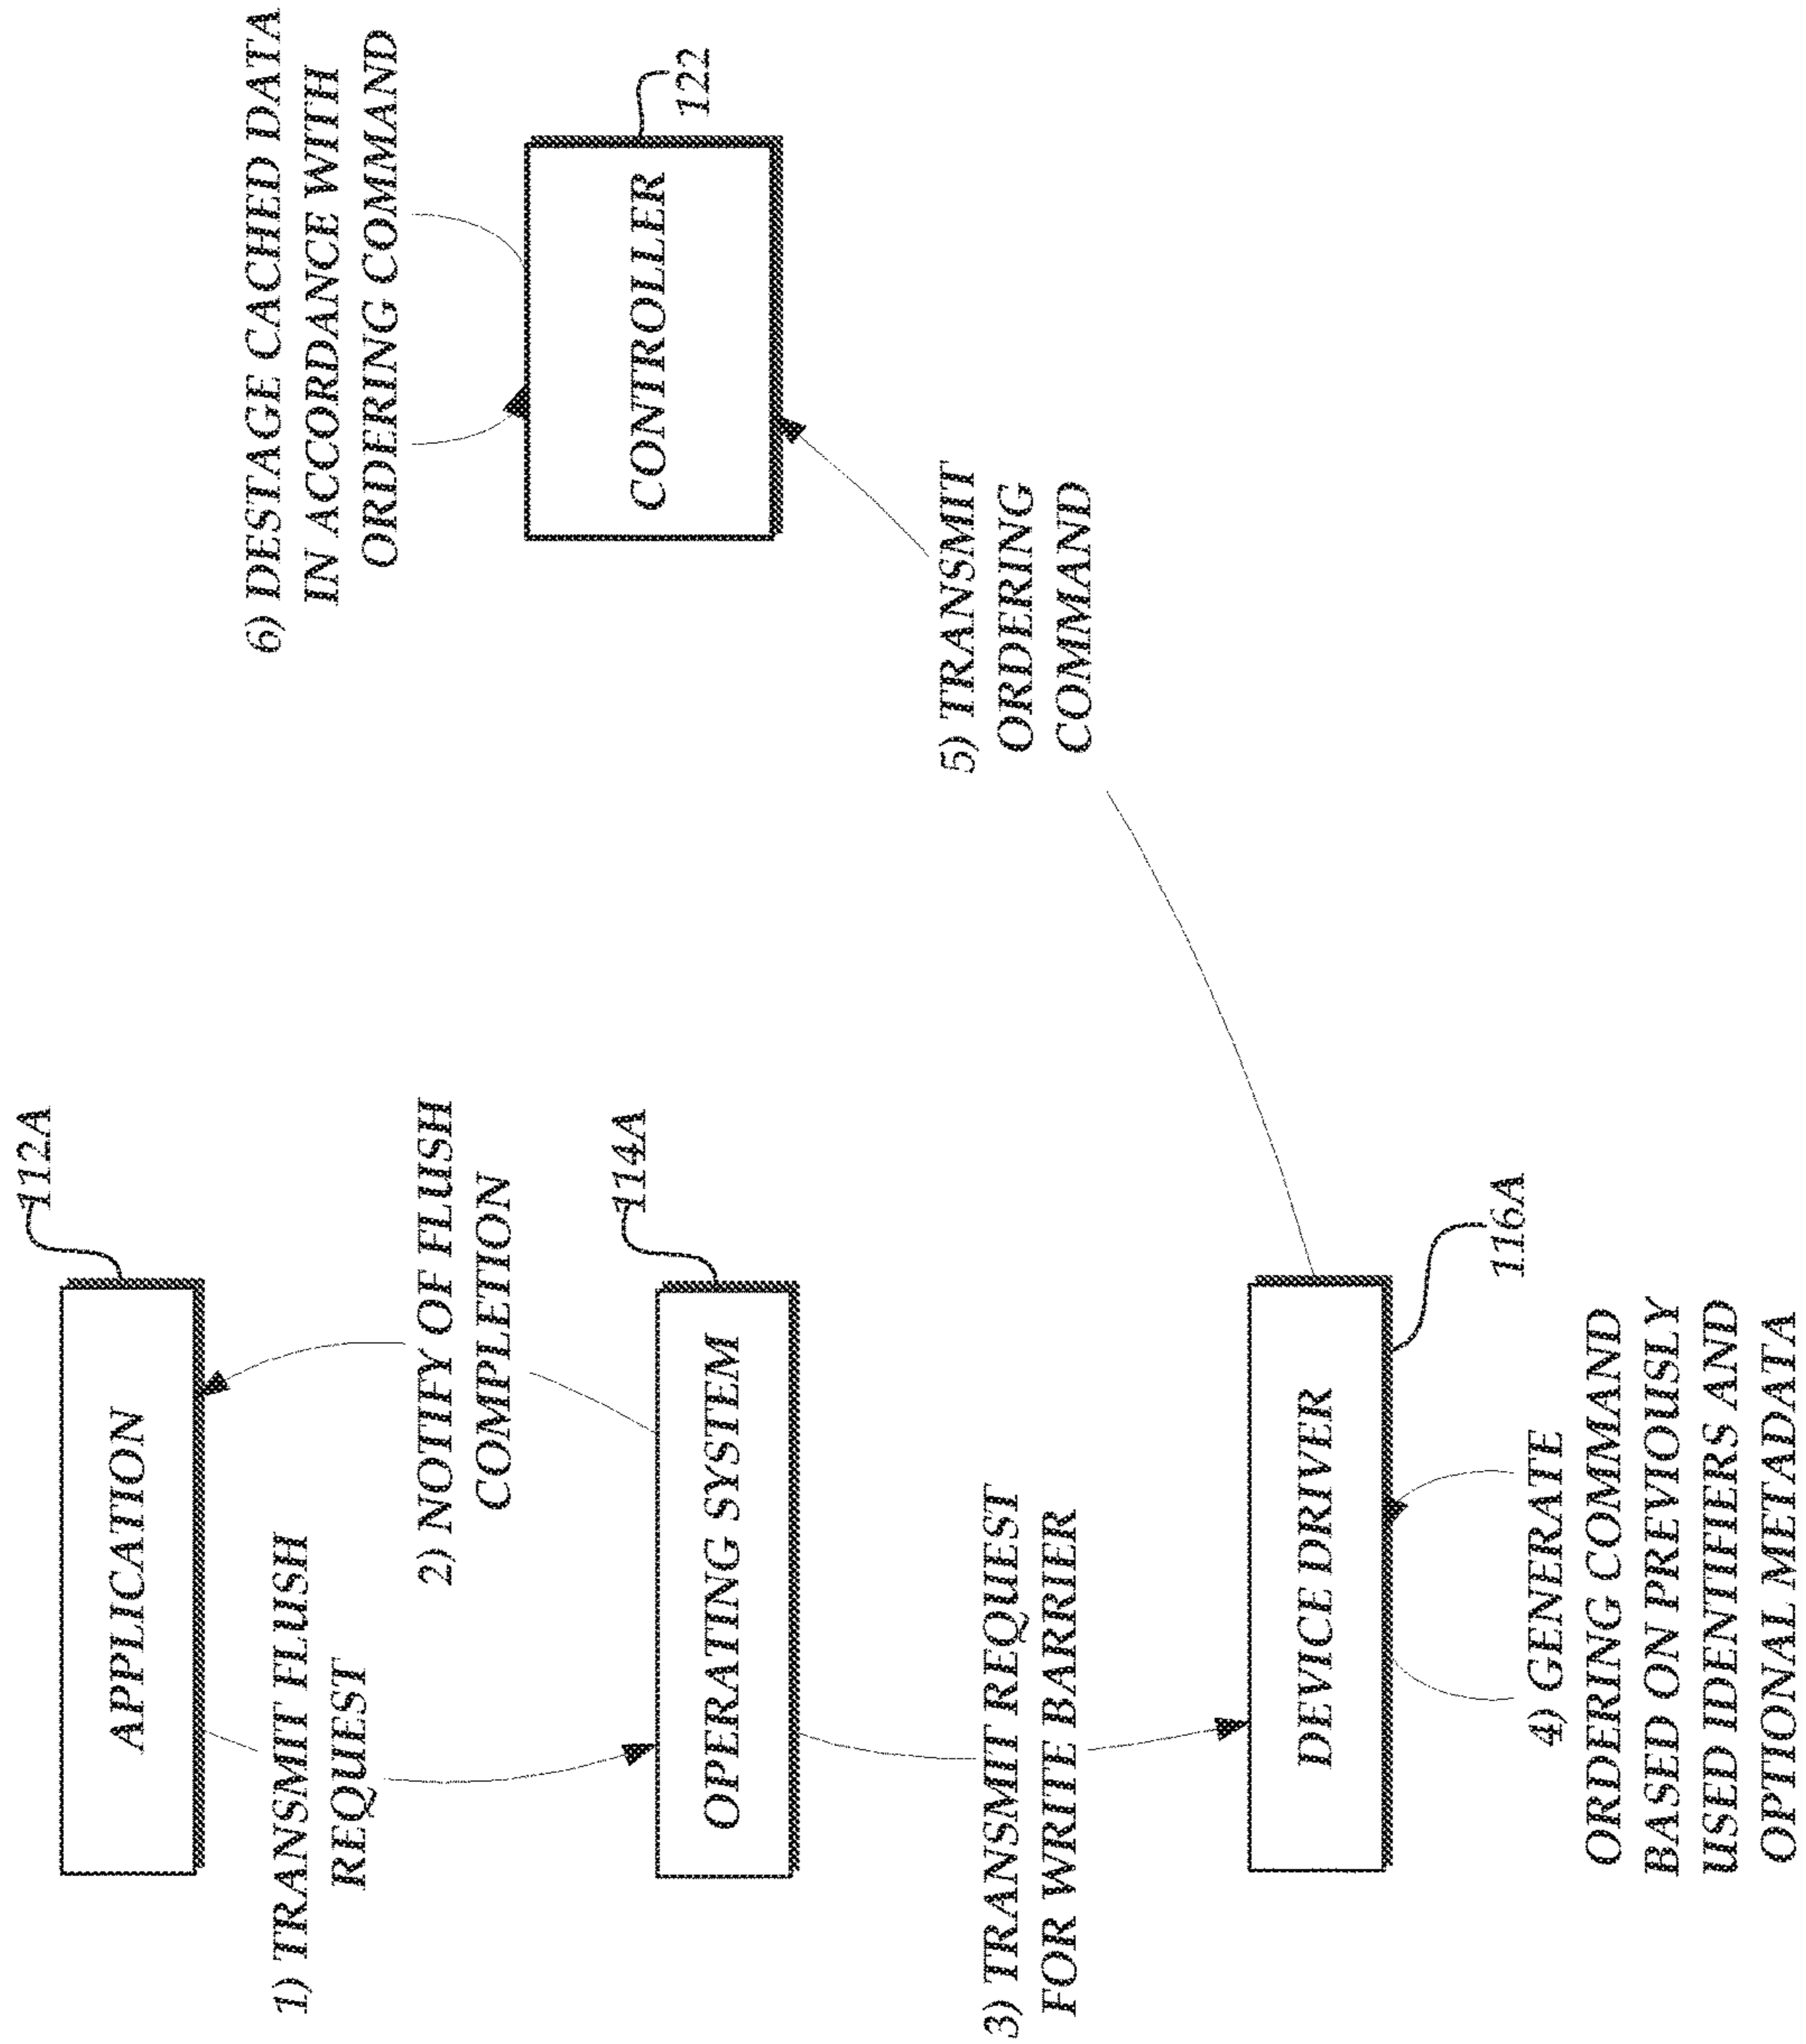 112A
APPLICATION
1) TRANSMIT FLUSH
REQUEST
2) NOTIFY OF FLUSH
COMPLETION
114A
OPERATING SYSTEM
3) TRANSMIT REQUEST
FOR WRITE BARRIER
DEVICE DRIVER
116A
4) GENERATE
ORDERING COMMAND
BASED ON PREVIOUSLY
USED IDENTIFIERS AND
OPTIONAL METADATA
5) TRANSMIT
ORDERING
COMMAND
6) DESTAGE CACHED DATA
IN ACCORDANCE WITH
ORDERING COMMAND
CONTROLLER
122